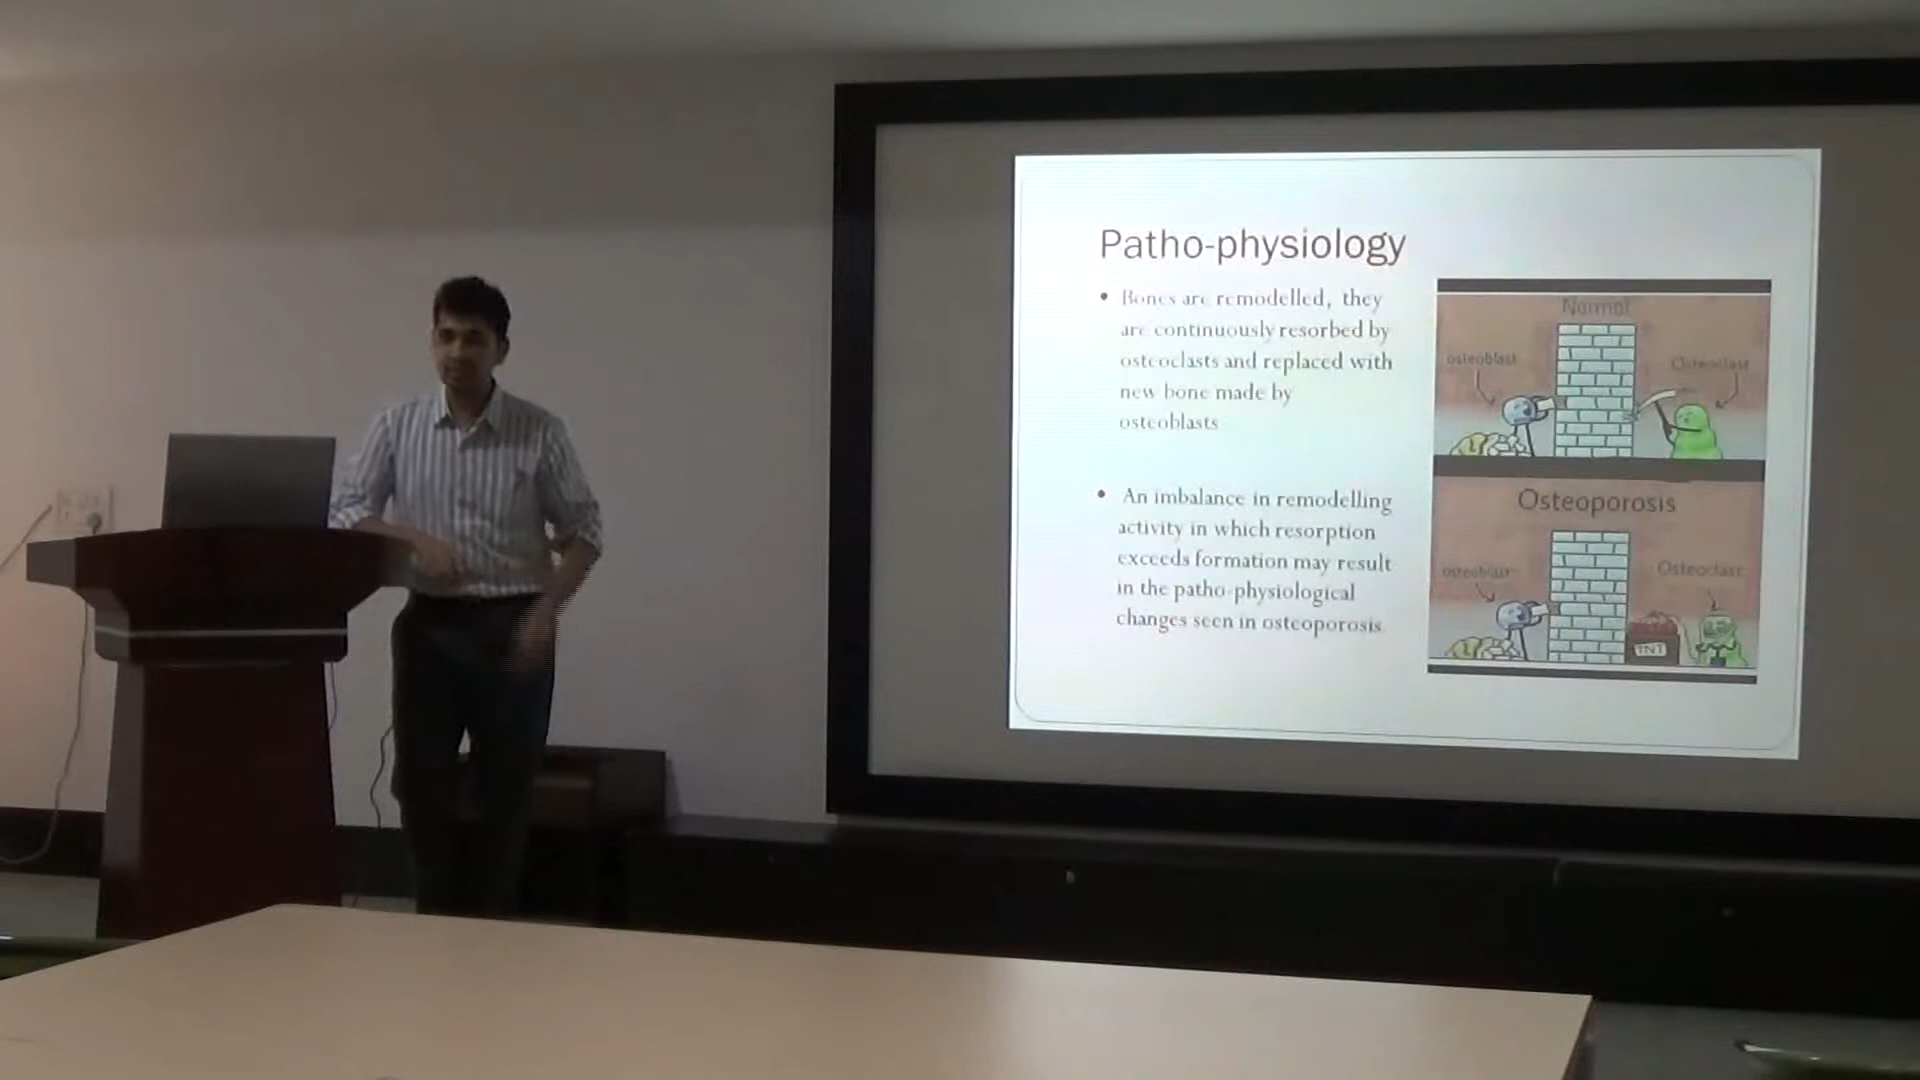 Patho-physiology
• Bones are remodelled, they
are continuously resorbed by
osteoclasts and replaced with
new bone made by
osteoblasts
• An imbalance in remodelling
activity in which resorption
exceeds formation may result
in the patho-physiological
changes seen in osteoporosis
Normal
osteoblast
Osteoclast
Osteoporosis
osteoblast
Osteoclast
TNT